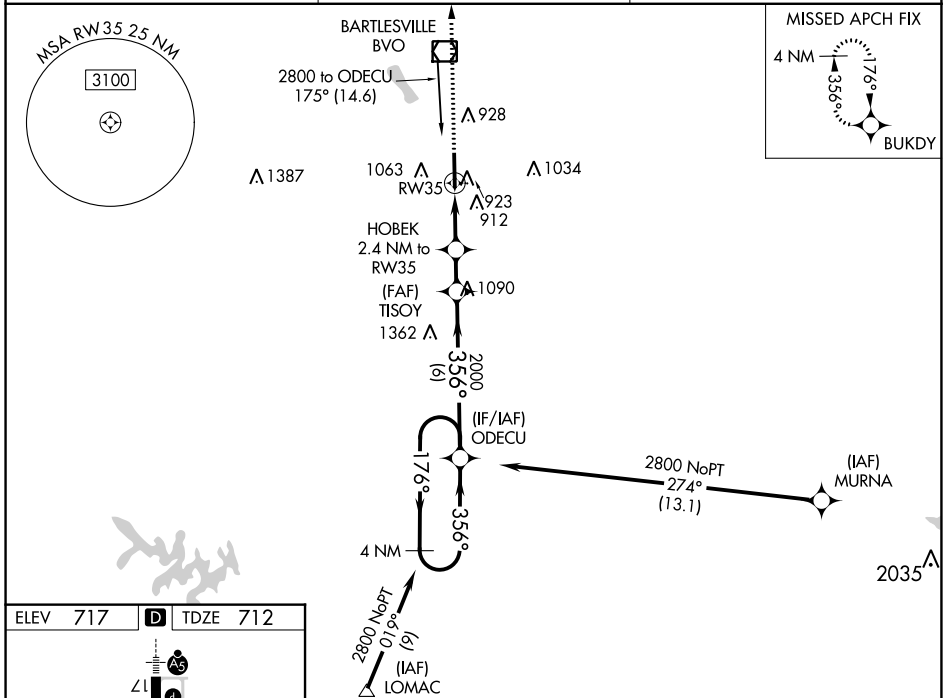 MSA RW35 25 NM
3100
BARTLESVILLE
BVO
2800 to ODECU
175° (14.6)
MISSED APCH FIX
4 NM
356°
176°
BUKDY
928
1387
1063
RW35
1034
923
912
HOBEK
2.4 NM to
RW35
(FAF)
TISOY
1090
1362
2000
356°
(6)
(IF/IAF)
ODECU
176°
356°
4 NM
2800 NoPT
274°
(13.1)
(IAF)
MURNA
2035
2800 NoPT
019°
(9)
(IAF)
LOMAC
ELEV 717 D TDZE 712
A5
17